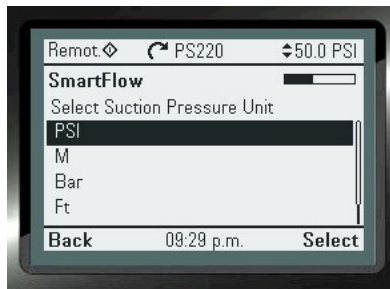 Remot. PS220 50.0 PSI
SmartFlow
Select Suction Pressure Unit
PSI
M
Bar
Ft
Back 09:29 p.m. Select